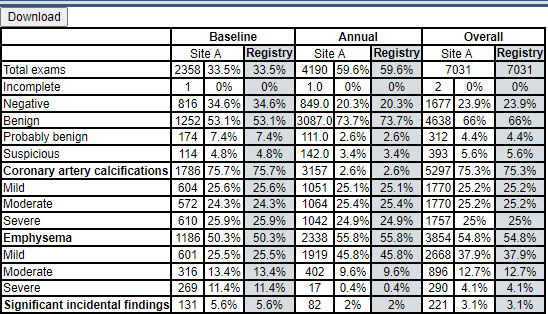 Download
Baseline Annual Overall
Site A Registry Site A Registry Site A Registry
Total exams 2358 33.5% 33.5% 4190 59.6% 59.6% 7031 7031
Incomplete 1 0% 0% 1.0 0% 0% 2 0% 0%
Negative 816 34.6% 34.6% 849.0 20.3% 20.3% 1677 23.9% 23.9%
Benign 1252 53.1% 53.1% 3087.0 73.7% 73.7% 4638 66% 66%
Probably benign 174 7.4% 7.4% 111.0 2.6% 2.6% 312 4.4% 4.4%
Suspicious 114 4.8% 4.8% 142.0 3.4% 3.4% 393 5.6% 5.6%
Coronary artery calcifications 1786 75.7% 75.7% 3157 2.6% 2.6% 5297 75.3% 75.3%
Mild 604 25.6% 25.6% 1051 25.1% 25.1% 1770 25.2% 25.2%
Moderate 572 24.3% 24.3% 1064 25.4% 25.4% 1770 25.2% 25.2%
Severe 610 25.9% 25.9% 1042 24.9% 24.9% 1757 25% 25%
Emphysema 1186 50.3% 50.3% 2338 55.8% 55.8% 3854 54.8% 54.8%
Mild 601 25.5% 25.5% 1919 45.8% 45.8% 2668 37.9% 37.9%
Moderate 316 13.4% 13.4% 402 9.6% 9.6% 896 12.7% 12.7%
Severe 269 11.4% 11.4% 17 0.4% 0.4% 290 4.1% 4.1%
Significant incidental findings 131 5.6% 5.6% 82 2% 2% 221 3.1% 3.1%